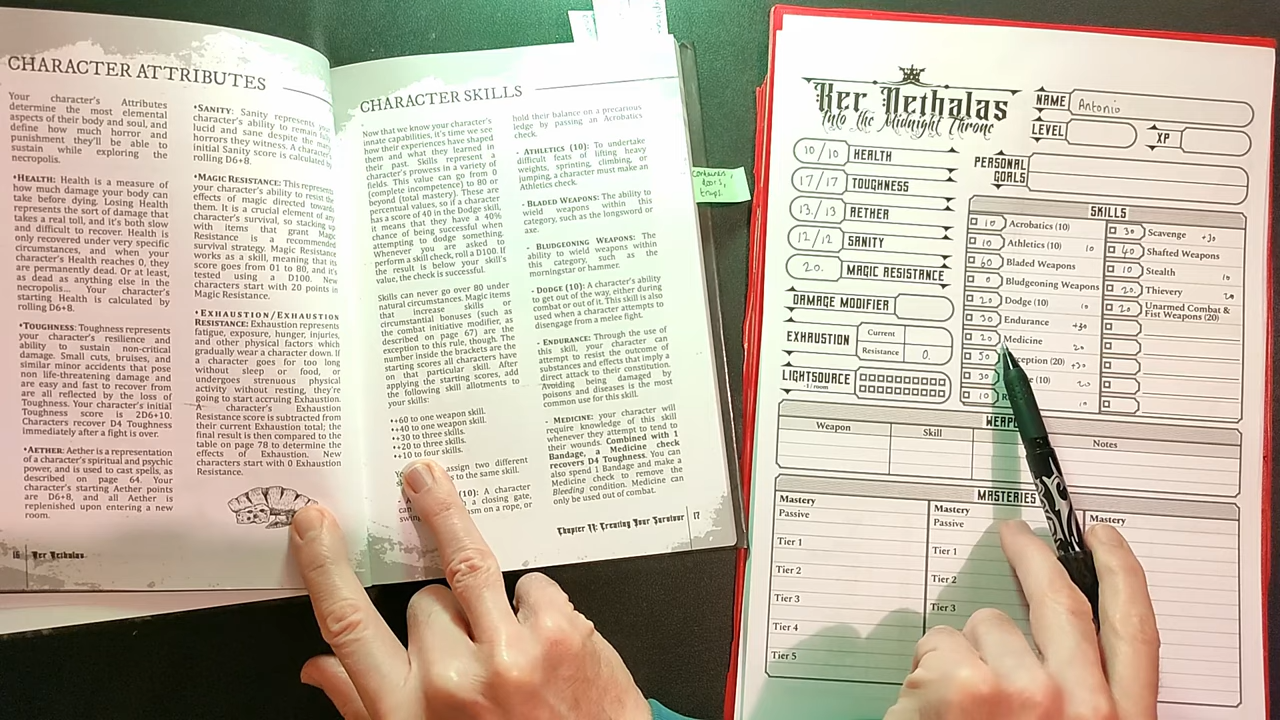 CHARACTER ATTRIBUTES
Your character's Attributes
determine the most elemental
aspects of their body and soul, and
define how much horror and
punishment they'll be able to
sustain while exploring the
necropolis.
•HEALTH: Health is a measure of
how much damage your body can
take before dying. Losing Health
represents the sort of damage that
takes a real toll, and it's both slow
and difficult to recover. Health is
only recovered under very specific
circumstances, and when your
character's Health reaches 0, they
are permanently dead. Or at least,
as dead as anything else in the
necropolis... Your character's
starting Health is calculated by
rolling D6+8.
•TOUGHNESS: Toughness represents
your character's resilience and
ability to sustain non-critical
damage. Small cuts, bruises, and
similar minor accidents that pose
non life-threatening damage and
are easy and fast to recover from
are all reflected by the loss of
Toughness. Your character's initial
Toughness score is 2D6+10.
Characters recover D4 Toughness
immediately after a fight is over.
•AETHER: Aether is a representation
of a character's spiritual and psychic
power, and is used to cast spells, as
described on page 64. Your
character's starting Aether points
are D6+8, and all Aether is
replenished upon entering a new
room.
16 Ker Nethalas
•SANITY: Sanity represents your
character's ability to remain
lucid and sane despite the many
horrors they witness. A character's
initial Sanity score is calculated by
rolling D6+8.
•MAGIC RESISTANCE: This represents
your character's ability to resist the
effects of magic directed towards
them. It is a crucial element of any
character's survival, so stacking up
with items that grant Magic
Resistance is a recommended
survival strategy. Magic Resistance
works as a skill, meaning that its
score goes from 01 to 80, and it's
tested using a D100. New
characters start with 20 points in
Magic Resistance.
•EXHAUSTION/EXHAUSTION
RESISTANCE: Exhaustion represents
fatigue, exposure, hunger, injuries,
and other physical factors which
gradually wear a character down. If
a character goes for too long
without sleep or food, or
undergoes strenuous physical
activity without resting, they're
going to start accruing Exhaustion.
A character's Exhaustion
Resistance score is subtracted from
their current Exhaustion total; the
final result is then compared to the
table on page 78 to determine the
effects of Exhaustion. New
characters start with 0 Exhaustion
Resistance.
CHARACTER SKILLS
Now that we know your character's
innate capabilities, it's time we see
how their experiences have shaped
them and what they learned in
their past. Skills represent a
character's prowess in a variety of
fields. This value can go from 0
(complete incompetence) to 80 or
beyond (total mastery). These are
percentual values, so if a character
has a score of 40 in the Dodge skill,
it means that they have a 40%
chance of being successful when
attempting to dodge something.
Whenever you are asked to
perform a skill check, roll a D100. If
the result is below your skill's
value, the check is successful.
Skills can never go over 80 under
natural circumstances. Magic items
that increase skills or
circumstantial bonuses (such as
the combat initiative modifier, as
described on page 67) are the
exception to this rule, though. The
number inside the brackets are the
starting scores all characters have
on that particular skill. After
applying the starting scores, add
the following skill allotments to
your skills:
•+60 to one weapon skill.
•+40 to one weapon skill.
•+30 to three skills.
•+20 to three skills.
•+10 to four skills.
assign two different
to the same skill.
(10): A character
a closing gate,
on a rope, or
hold their balance on a precarious
ledge by passing an Acrobatics
check.
• ATHLETICS (10): To undertake
difficult feats of lifting heavy
weights, sprinting, climbing, or
jumping, a character must make an
Athletics check.
• BLADED WEAPONS: The ability to
wield weapons within this
category, such as the longsword or
axe.
• BLUDGEONING WEAPONS: The
ability to wield weapons within
this category, such as the
morningstar or hammer.
• DODGE (10): A character's ability
to get out of the way, either during
combat or out of it. This skill is also
used when a character attempts to
disengage from a melee fight.
• ENDURANCE: Through the use of
this skill, your character can
attempt to resist the outcome of
substances and effects that imply a
direct attack to their constitution.
Avoiding being damaged by
poisons and diseases is the most
common use for this skill.
• MEDICINE: your character will
require knowledge of this skill
whenever they attempt to tend to
their wounds. Combined with 1
Bandage, a Medicine check
recovers D4 Toughness. You can
also spend 1 Bandage and make a
Medicine check to remove the
Bleeding condition. Medicine can
only be used out of combat.
Chapter II: Creating Your Survivor 17
doors,
traps
Ker Nethalas
Into the Midnight Throne
NAME Antonio
LEVEL XP
PERSONAL
GOALS
10/10 HEALTH
17/17 TOUGHNESS
13/13 AETHER
12/12 SANITY
20. MAGIC RESISTANCE
DAMAGE MODIFIER
EXHAUSTION Current
Resistance 0.
LIGHTSOURCE
-1/room
SKILLS
10 Acrobatics (10)
10 Athletics (10) 10
60 Bladed Weapons
0 Bludgeoning Weapons
20 Dodge (10) 10
30 Endurance +30
20 Medicine 20
50 ception (20) +30
30 (10) 20
10 R 10
30 Scavenge +30
40 Shafted Weapons
10 Stealth 10
20. Thievery 20
20 Unarmed Combat &
Fist Weapons (20)
WEAP
Weapon Skill Notes
MASTERIES
Mastery Mastery Mastery
Passive Passive
Tier 1 Tier 1
Tier 2 Tier 2
Tier 3 Tier 3
Tier 4
Tier 5